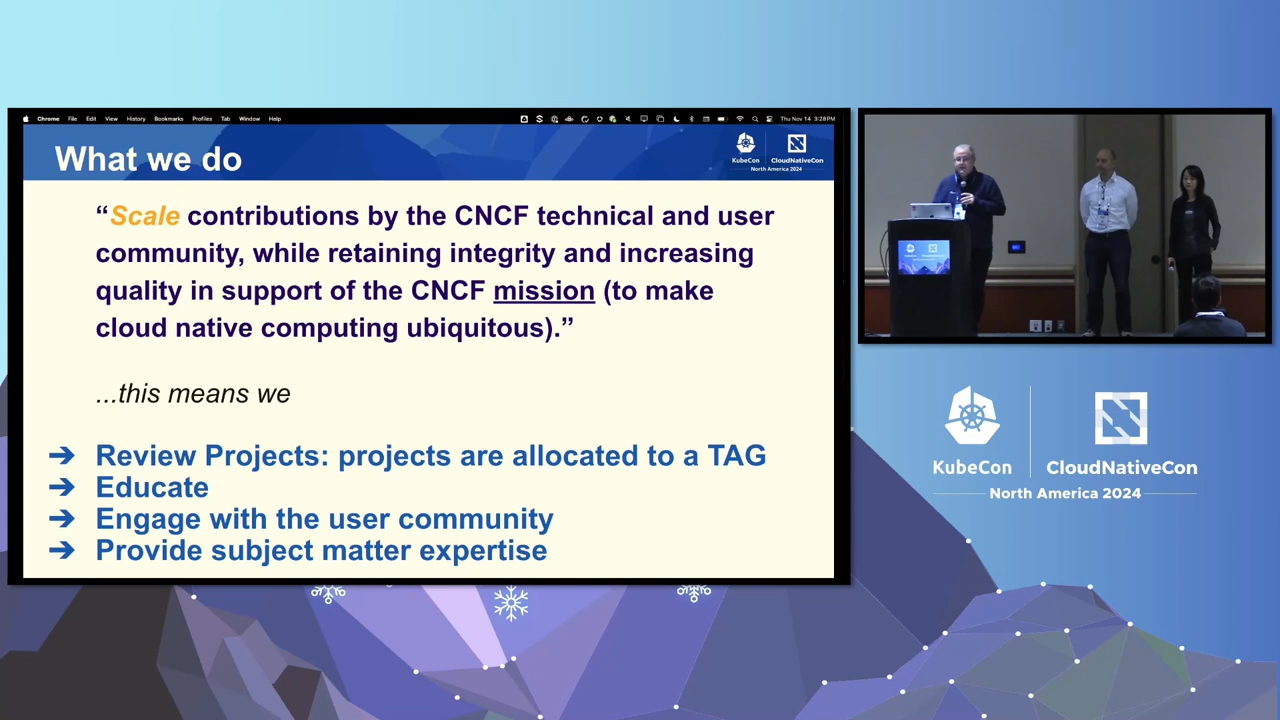 Chrome File Edit View History Bookmarks Profiles Tab Window Help
Thu Nov 14 3:28PM
What we do
KubeCon CloudNativeCon
North America 2024
“Scale contributions by the CNCF technical and user
community, while retaining integrity and increasing
quality in support of the CNCF mission (to make
cloud native computing ubiquitous).”
...this means we
➔ Review Projects: projects are allocated to a TAG
➔ Educate
➔ Engage with the user community
➔ Provide subject matter expertise
KubeCon CloudNativeCon
North America 2024